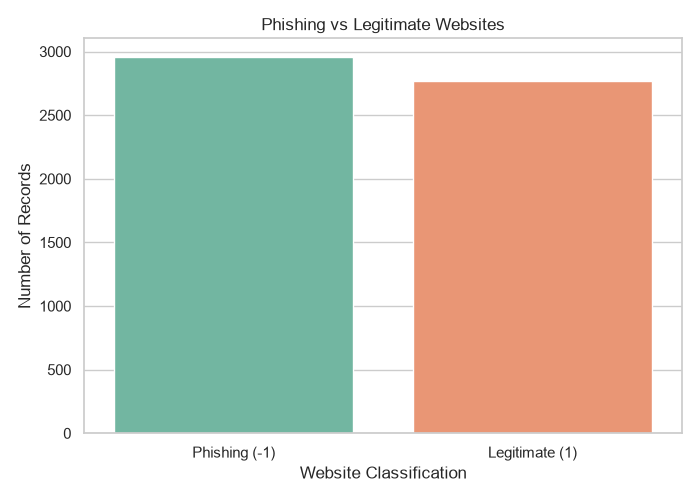 Phishing vs Legitimate Websites
3000
2500
2000
1500
1000
500
0
Number of Records
Phishing (-1)
Legitimate (1)
Website Classification